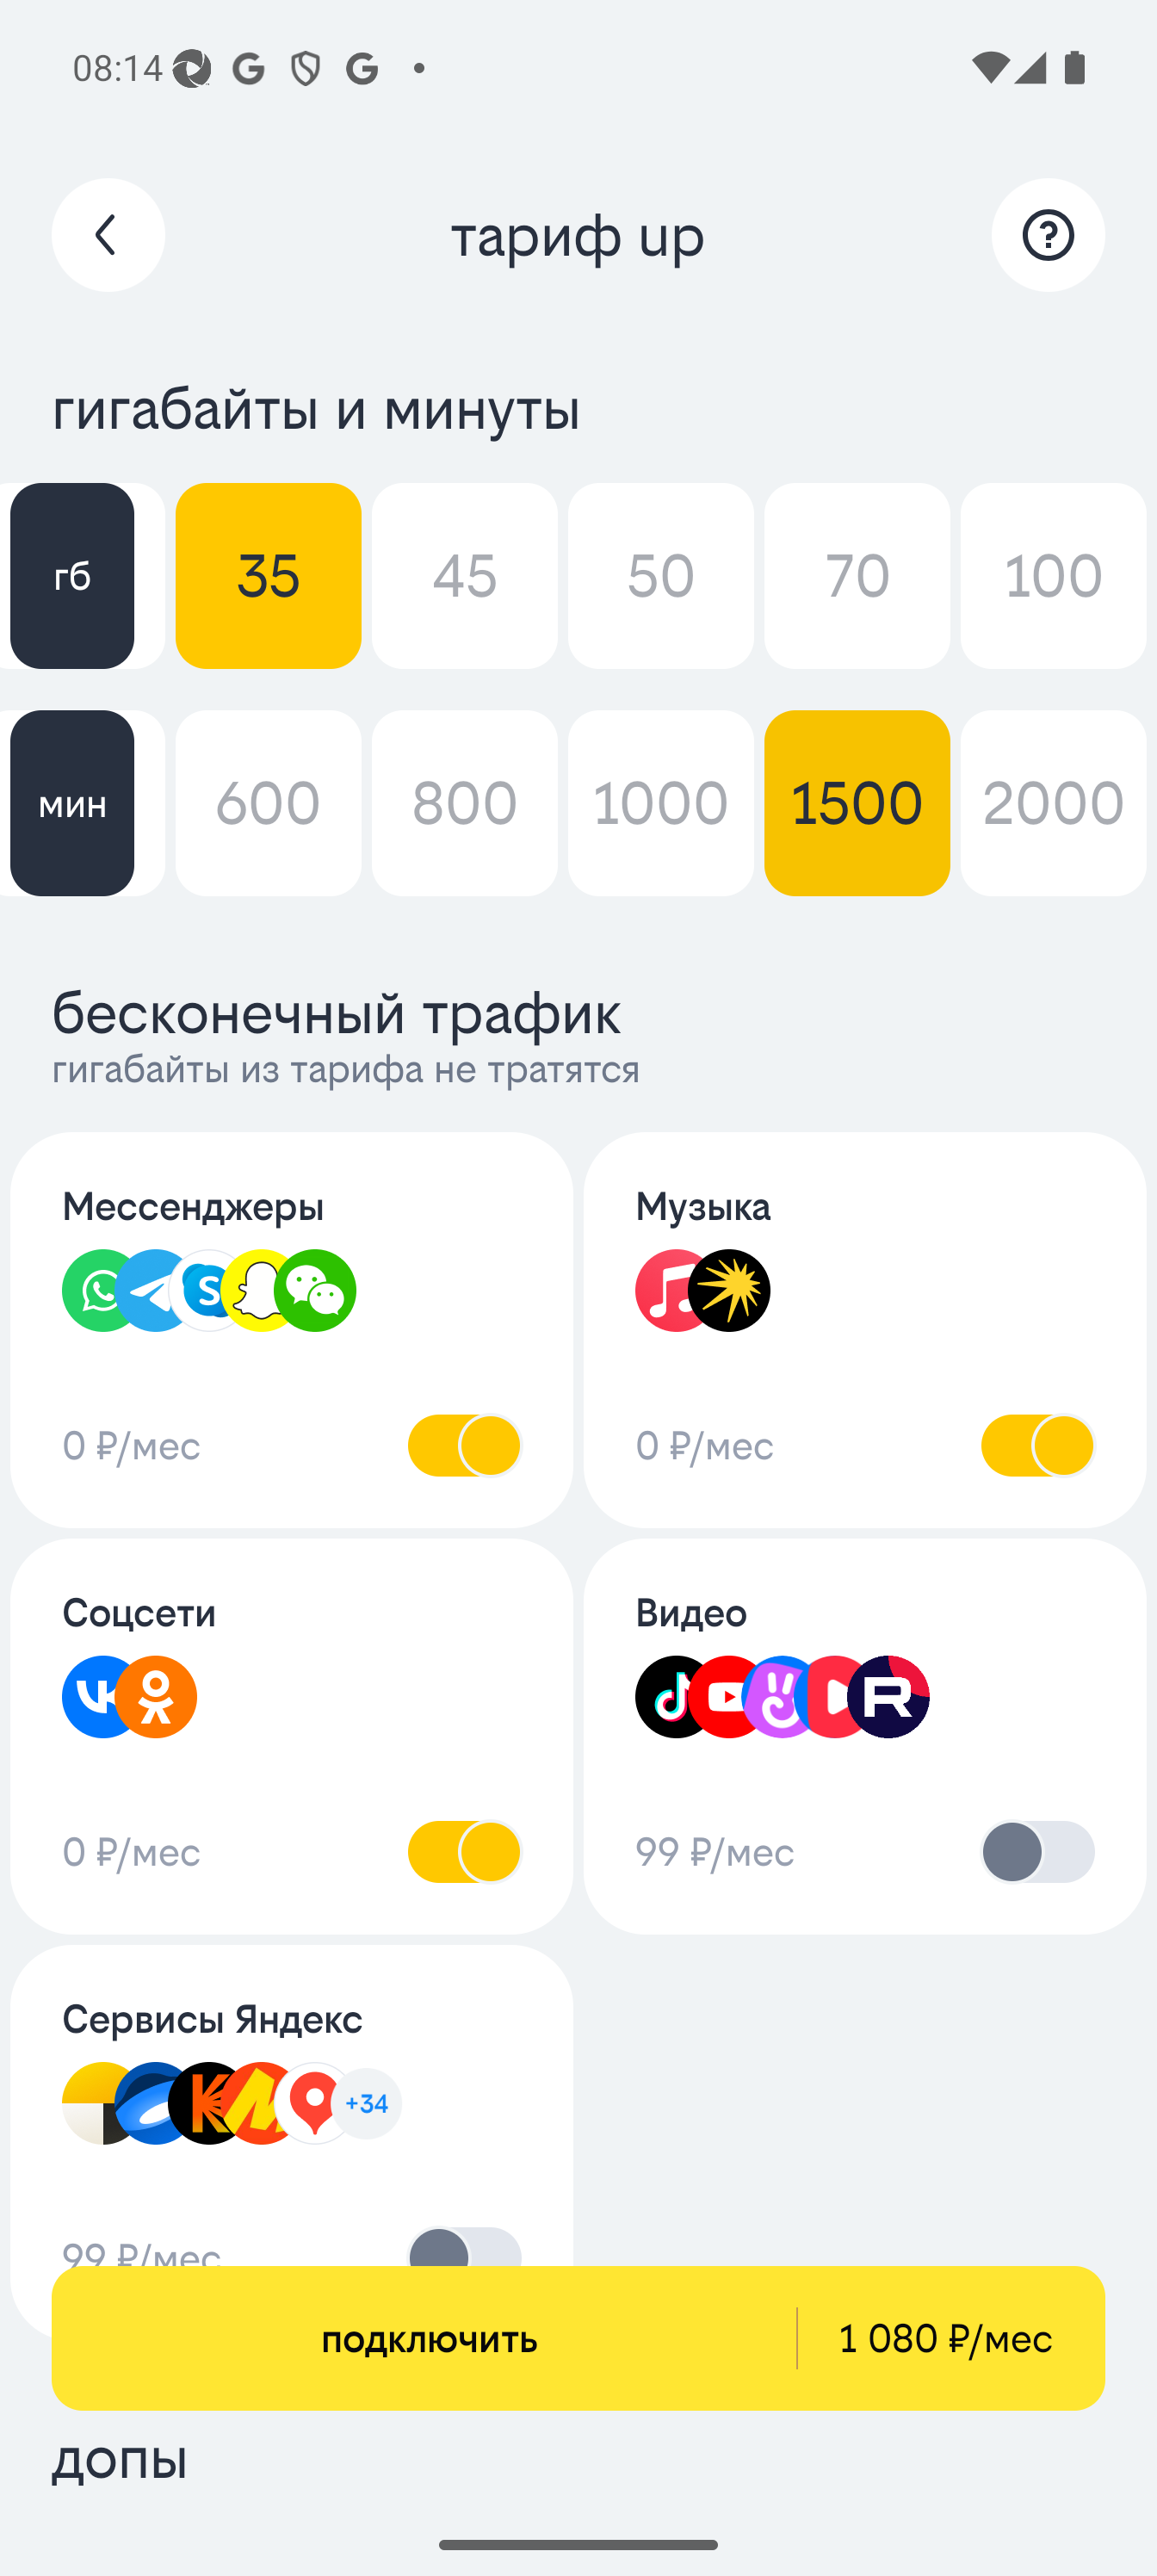 08:14
тариф up
гигабайты и минуты
гб 35 45 50 70 100
мин 600 800 1000 1500 2000
бесконечный трафик
гигабайты из тарифа не тратятся
Мессенджеры
0 ₽/мес
Музыка
0 ₽/мес
Соцсети
0 ₽/мес
Видео
99 ₽/мес
Сервисы Яндекс
+34
99 ₽/мес
подключить 1 080 ₽/мес
допы